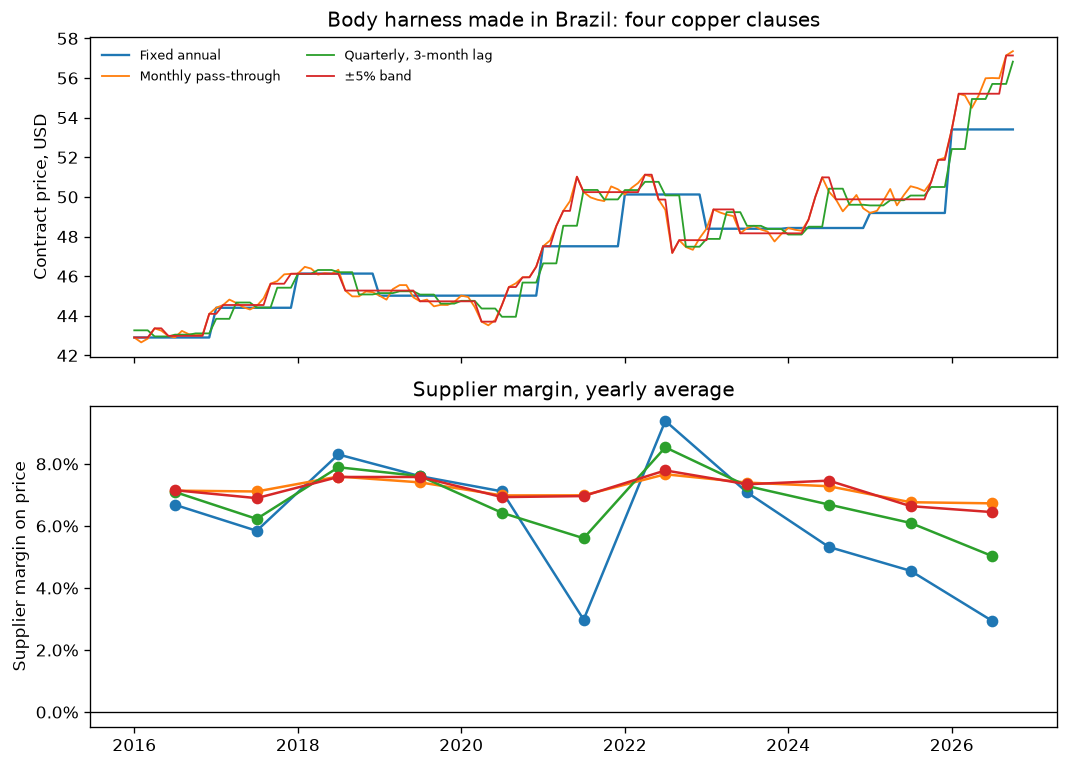 Body harness made in Brazil: four copper clauses
Contract price, USD
58
56
54
52
50
48
46
44
42
Fixed annual
Monthly pass-through
Quarterly, 3-month lag
±5% band
Supplier margin, yearly average
Supplier margin on price
8.0%
6.0%
4.0%
2.0%
0.0%
2016
2018
2020
2022
2024
2026